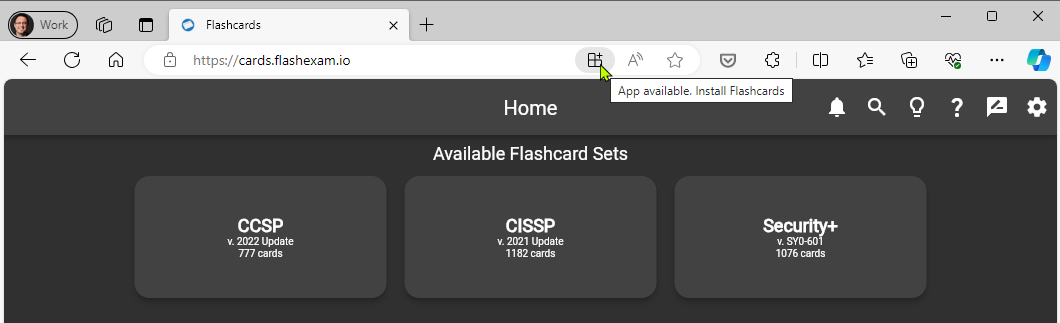 Work
Flashcards
https://cards.flashexam.io
App available. Install Flashcards
Home
Available Flashcard Sets
CCSP
v. 2022 Update
777 cards
CISSP
v. 2021 Update
1182 cards
Security+
v. SY0-601
1076 cards